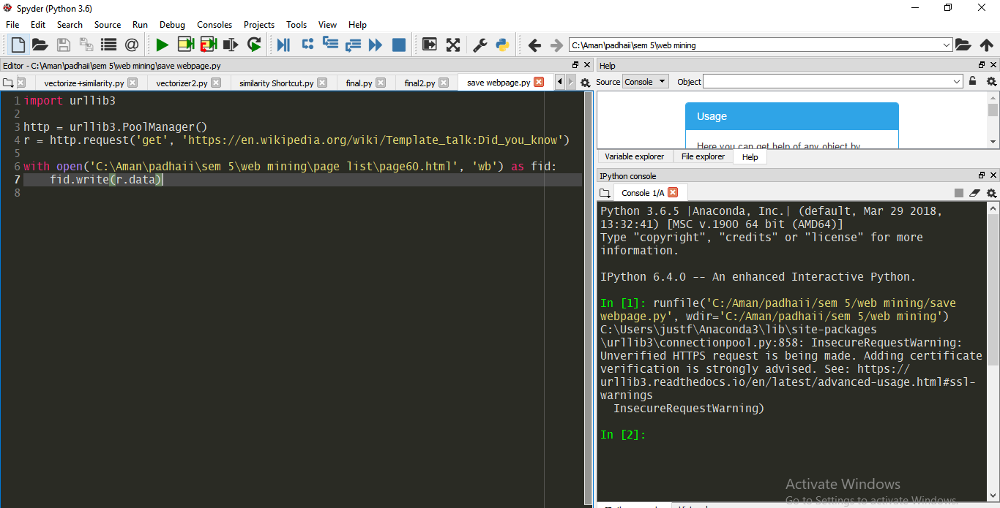 Spyder (Python 3.6)
File Edit Search Source Run Debug Consoles Projects Tools View Help
C:\Aman\padhaii\sem 5\web mining
Editor - C:\Aman\padhaii\sem 5\web mining\save webpage.py
vectorize+similarity.py vectorizer2.py similarity Shortcut.py final.py final2.py save webpage.py
1 import urllib3
2
3 http = urllib3.PoolManager()
4 r = http.request('get', 'https://en.wikipedia.org/wiki/Template_talk:Did_you_know')
5
6 with open('C:\Aman\padhaii\sem 5\web mining\page list\page60.html', 'wb') as fid:
7 fid.write(r.data)
8
Help
Source Console Object
Usage
Here you can get help of any object by
Variable explorer File explorer Help
IPython console
Console 1/A
Python 3.6.5 |Anaconda, Inc.| (default, Mar 29 2018,
13:32:41) [MSC v.1900 64 bit (AMD64)]
Type "copyright", "credits" or "license" for more
information.
IPython 6.4.0 -- An enhanced Interactive Python.
In [1]: runfile('C:/Aman/padhaii/sem 5/web mining/save
webpage.py', wdir='C:/Aman/padhaii/sem 5/web mining')
C:\Users\justf\Anaconda3\lib\site-packages
\urllib3\connectionpool.py:858: InsecureRequestWarning:
Unverified HTTPS request is being made. Adding certificate
verification is strongly advised. See: https://
urllib3.readthedocs.io/en/latest/advanced-usage.html#ssl-
warnings
InsecureRequestWarning)
In [2]:
Activate Windows
Go to Settings to activate Windows.